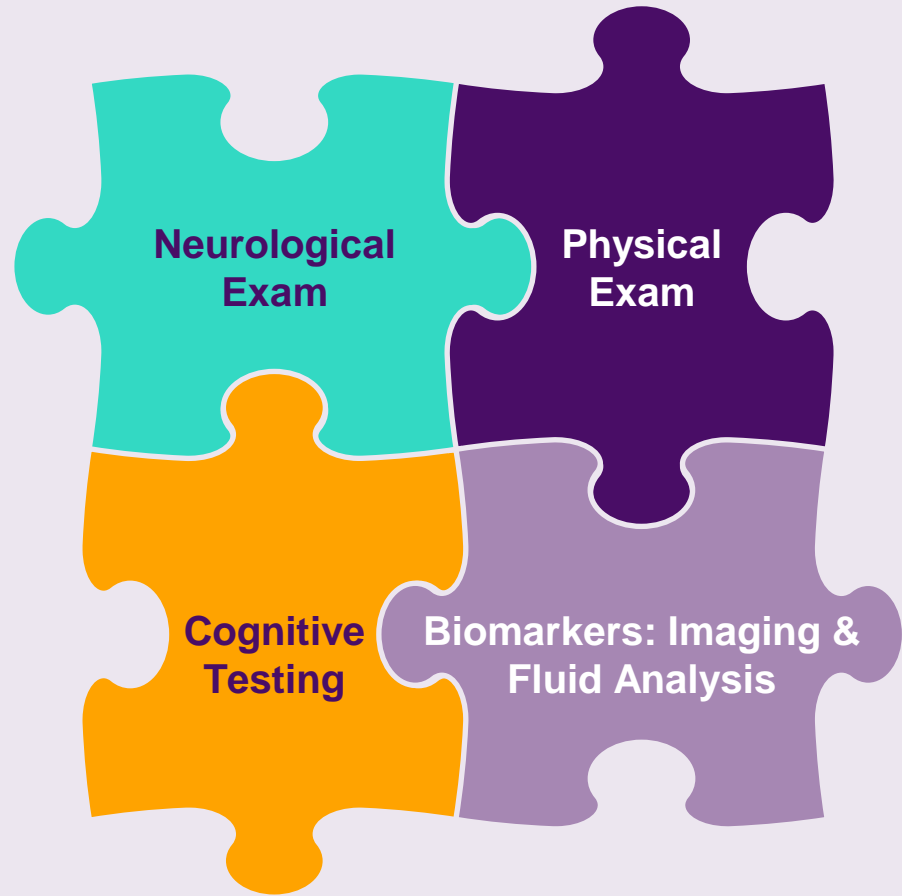 Neurological
Exam
Physical
Exam
Cognitive
Testing
Biomarkers: Imaging &
Fluid Analysis